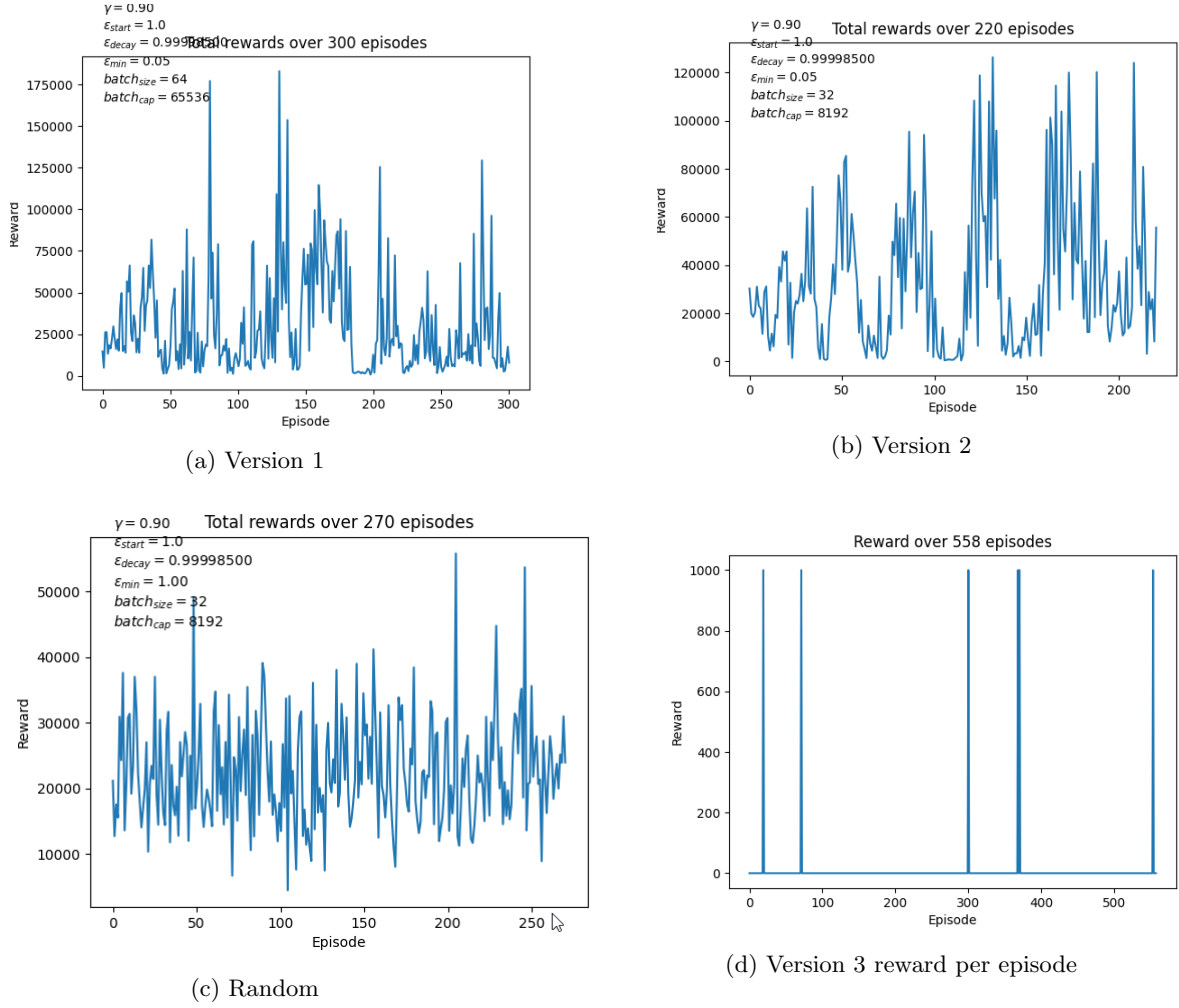 γ = 0.90
ε_start = 1.0
ε_decay = 0.99998500
Total rewards over 300 episodes
ε_min = 0.05
batch_size = 64
batch_cap = 65536
175000
150000
125000
100000
75000
50000
25000
0
Reward
0 50 100 150 200 250 300
Episode
(a) Version 1
γ = 0.90
Total rewards over 220 episodes
ε_start = 1.0
ε_decay = 0.99998500
ε_min = 0.05
batch_size = 32
batch_cap = 8192
120000
100000
80000
60000
40000
20000
0
Reward
0 50 100 150 200
Episode
(b) Version 2
γ = 0.90
Total rewards over 270 episodes
ε_start = 1.0
ε_decay = 0.99998500
ε_min = 1.00
batch_size = 32
batch_cap = 8192
50000
40000
30000
20000
10000
Reward
0 50 100 150 200 250
Episode
(c) Random
Reward over 558 episodes
1000
800
600
400
200
0
Reward
0 100 200 300 400 500
Episode
(d) Version 3 reward per episode